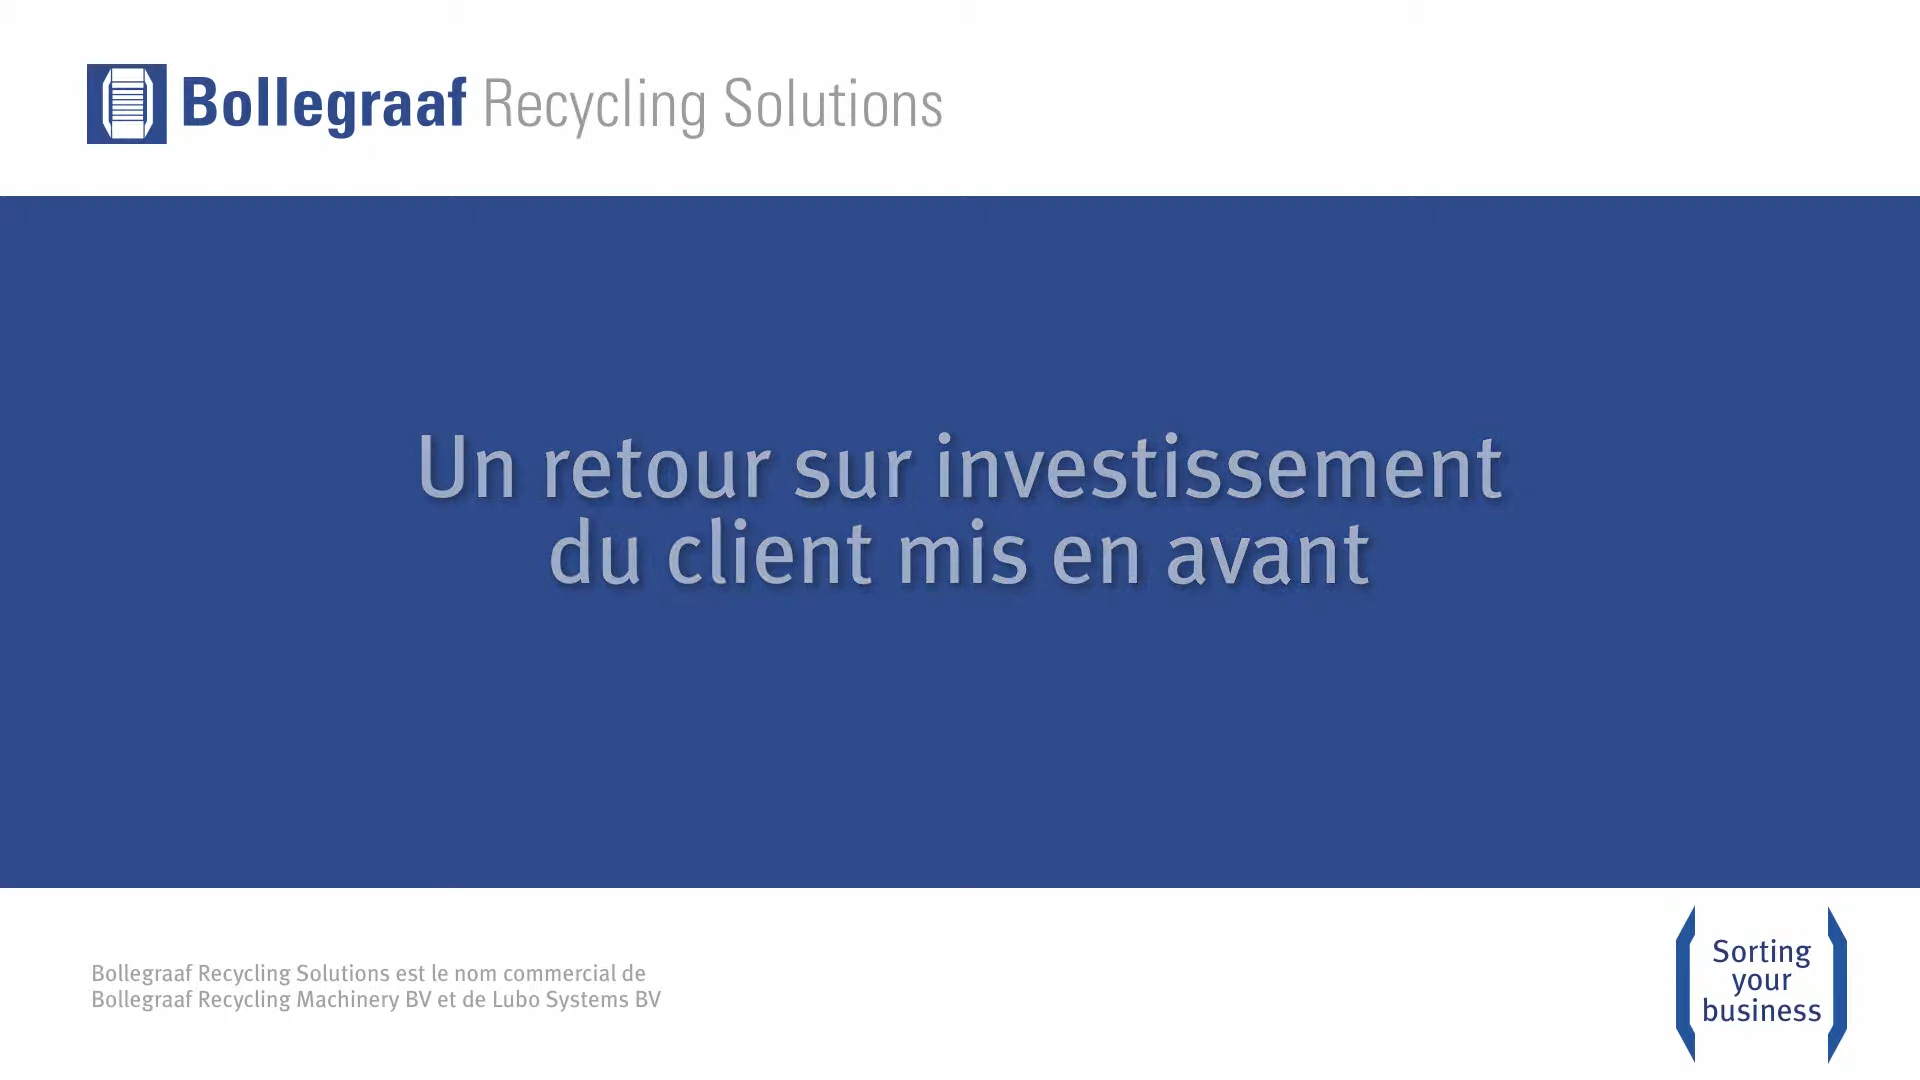 Bollegraaf Recycling Solutions
Un retour sur investissement
du client mis en avant
Bollegraaf Recycling Solutions est le nom commercial de
Bollegraaf Recycling Machinery BV et de Lubo Systems BV
Sorting
your
business